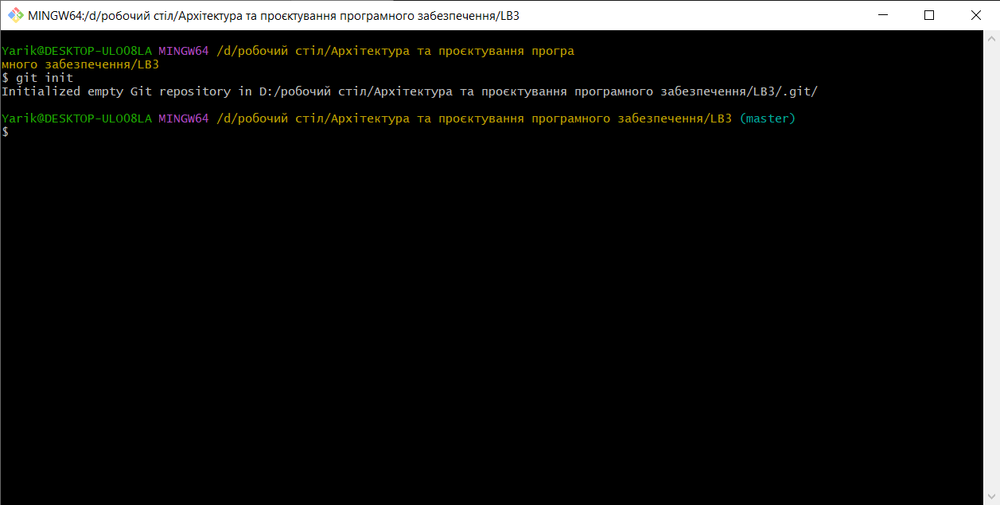 MINGW64:/d/робочий стіл/Архітектура та проєктування програмного забезпечення/LB3
Yarik@DESKTOP-ULOO8LA MINGW64 /d/робочий стіл/Архітектура та проєктування програ
много забезпечення/LB3
$ git init
Initialized empty Git repository in D:/робочий стіл/Архітектура та проєктування програмного забезпечення/LB3/.git/
Yarik@DESKTOP-ULOO8LA MINGW64 /d/робочий стіл/Архітектура та проєктування програмного забезпечення/LB3 (master)
$